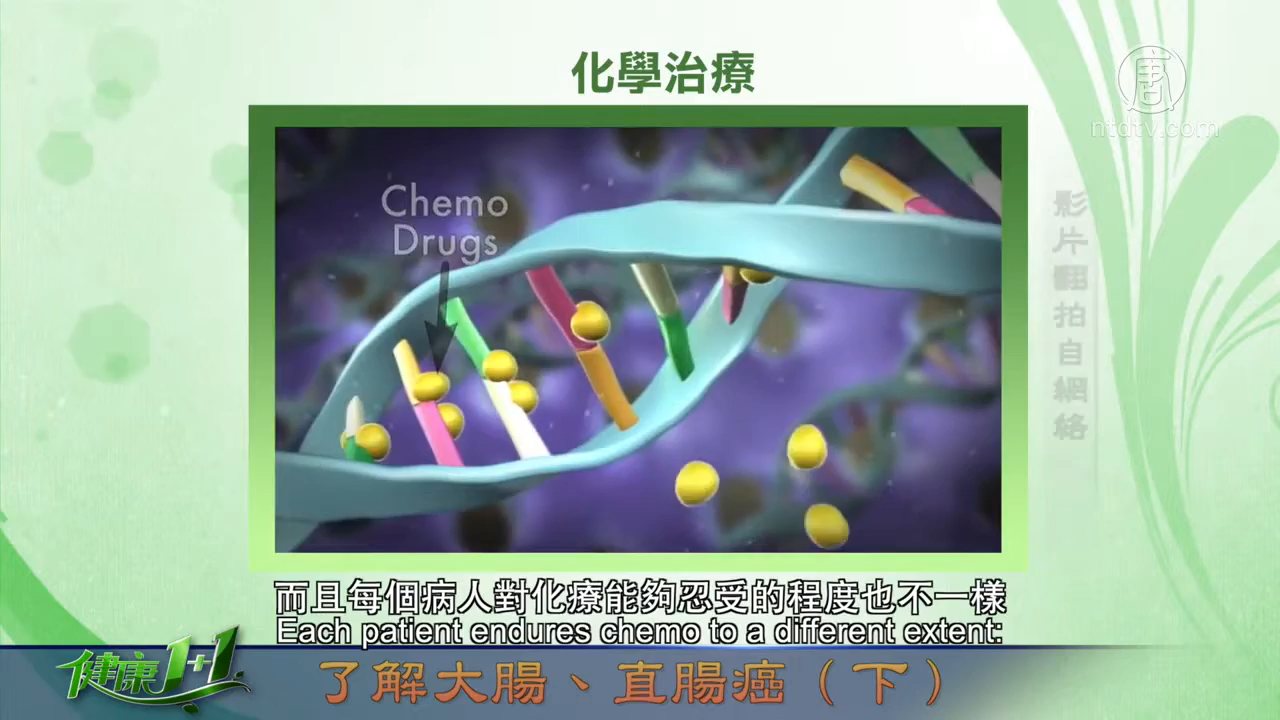 化學治療
唐
ntdtv.com
Chemo
Drugs
影片翻拍自網絡
而且每個病人對化療能夠忍受的程度也不一樣
Each patient endures chemo to a different extent:
健康1+1
了解大腸、直腸癌（下）